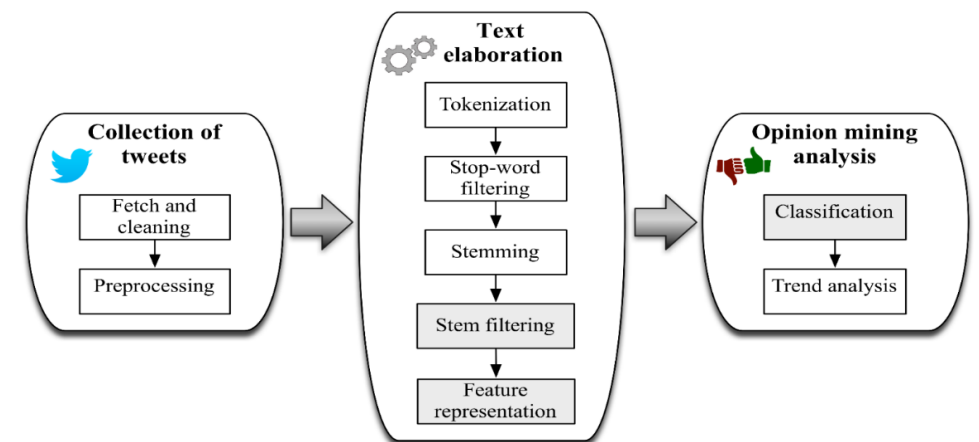 Collection of
tweets
Fetch and
cleaning
Preprocessing
Text
elaboration
Tokenization
Stop-word
filtering
Stemming
Stem filtering
Feature
representation
Opinion mining
analysis
Classification
Trend analysis